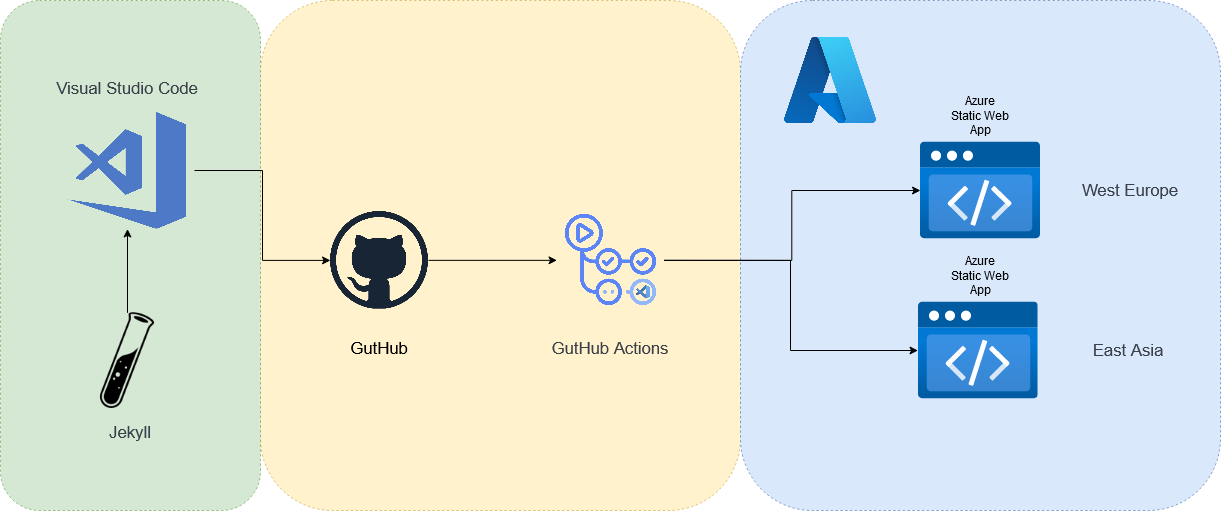 Visual Studio Code
Jekyll
GutHub
GutHub Actions
Azure
Static Web
App
West Europe
Azure
Static Web
App
East Asia